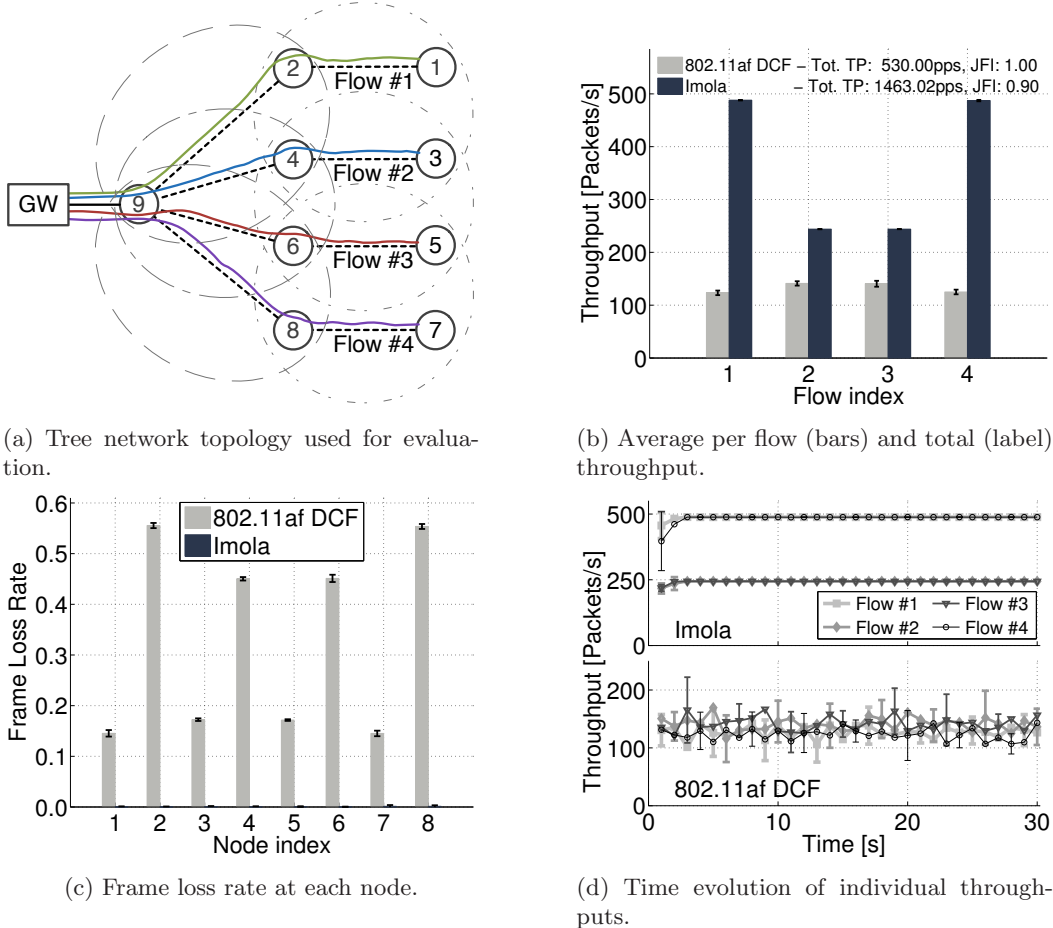 GW
9
2
1
Flow #1
4
3
Flow #2
6
5
Flow #3
8
7
Flow #4
(a) Tree network topology used for evalua-
tion.
Throughput [Packets/s]
500
400
300
200
100
0
802.11af DCF – Tot. TP: 530.00pps, JFI: 1.00
Imola – Tot. TP: 1463.02pps, JFI: 0.90
1 2 3 4
Flow index
(b) Average per flow (bars) and total (label)
throughput.
Frame Loss Rate
0.6
0.5
0.4
0.3
0.2
0.1
0.0
802.11af DCF
Imola
1 2 3 4 5 6 7 8
Node index
(c) Frame loss rate at each node.
Throughput [Packets/s]
500
250
0
Flow #1 Flow #3
Flow #2 Flow #4
Imola
200
100
0
802.11af DCF
0 10 20 30
Time [s]
(d) Time evolution of individual through-
puts.